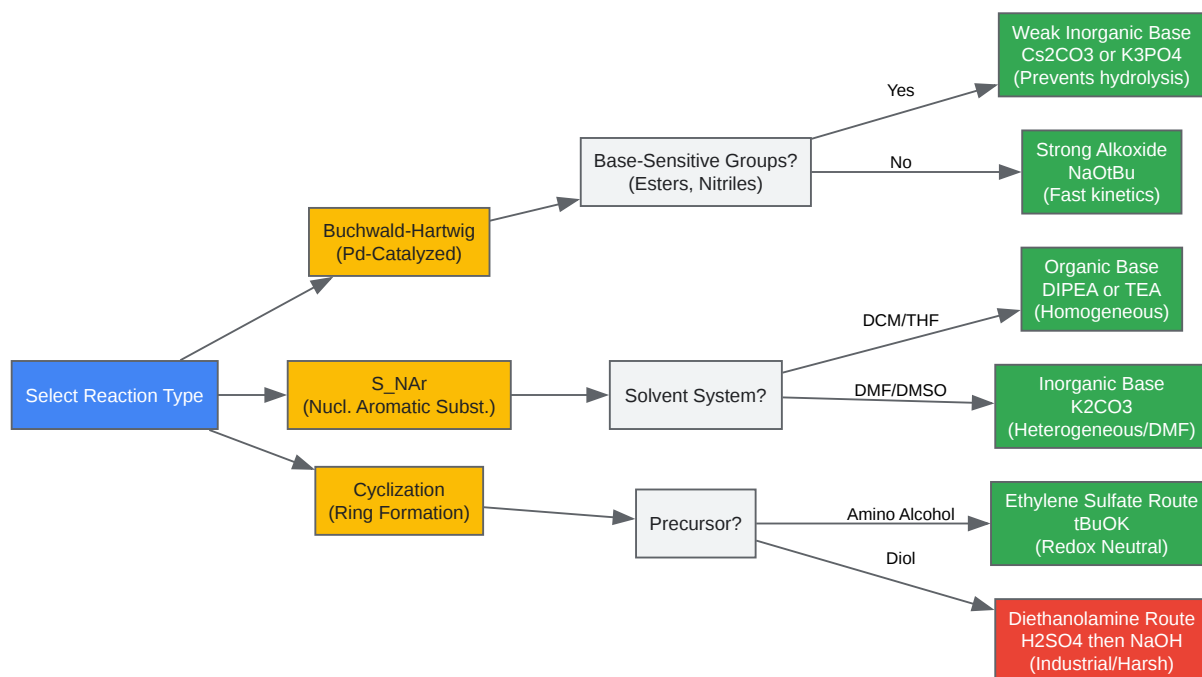 Weak Inorganic Base
Cs2CO3 or K3PO4
(Prevents hydrolysis)
Yes
Base-Sensitive Groups?
(Esters, Nitriles)
No
Strong Alkoxide
NaOtBu
(Fast kinetics)
Buchwald-Hartwig
(Pd-Catalyzed)
Organic Base
DIPEA or TEA
(Homogeneous)
DCM/THF
Select Reaction Type
S_NAr
(Nucl. Aromatic Subst.)
Solvent System?
DMF/DMSO
Inorganic Base
K2CO3
(Heterogeneous/DMF)
Cyclization
(Ring Formation)
Precursor?
Amino Alcohol
Ethylene Sulfate Route
tBuOK
(Redox Neutral)
Diol
Diethanolamine Route
H2SO4 then NaOH
(Industrial/Harsh)